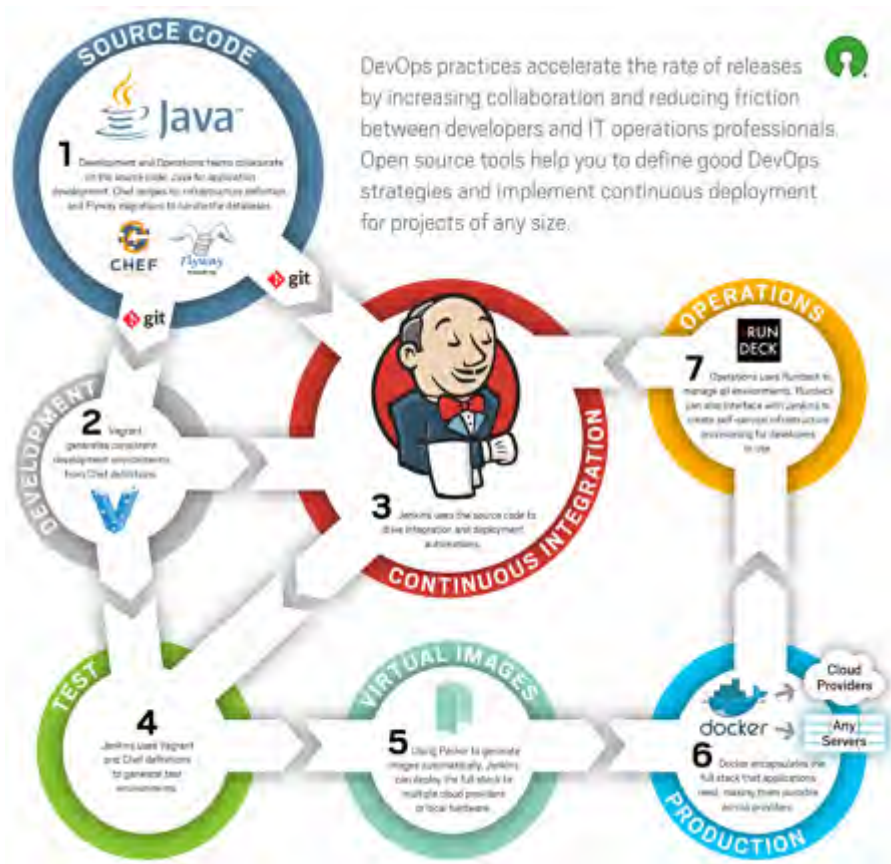 SOURCE CODE
Java
1 Development and Operations teams collaborate
on the source code: Java for application
development, Chef recipes for infrastructure definition,
and Flyway migrations to handle the databases.
CHEF
Flyway
git
git
DevOps practices accelerate the rate of releases
by increasing collaboration and reducing friction
between developers and IT operations professionals.
Open source tools help you to define good DevOps
strategies and implement continuous deployment
for projects of any size.
DEVELOPMENT
2 Vagrant
generates consistent
development environments
from Chef definitions.
CONTINUOUS INTEGRATION
3 Jenkins uses the source code to
drive integration and deployment
automations.
OPERATIONS
RUN
DECK
7 Operations uses Rundeck to
manage all environments. Rundeck
can also interface with Jenkins to
create self-service infrastructure
provisioning for developers
to use.
TEST
4
Jenkins uses Vagrant
and Chef definitions
to generate test
environments.
VIRTUAL IMAGES
5 Using Packer to generate
images automatically, Jenkins
can deploy the full stack to
multiple cloud providers
or local hardware.
docker
Cloud
Providers
Any
Servers
6 Docker encapsulates the
full stack that applications
need, making them portable
across providers.
PRODUCTION